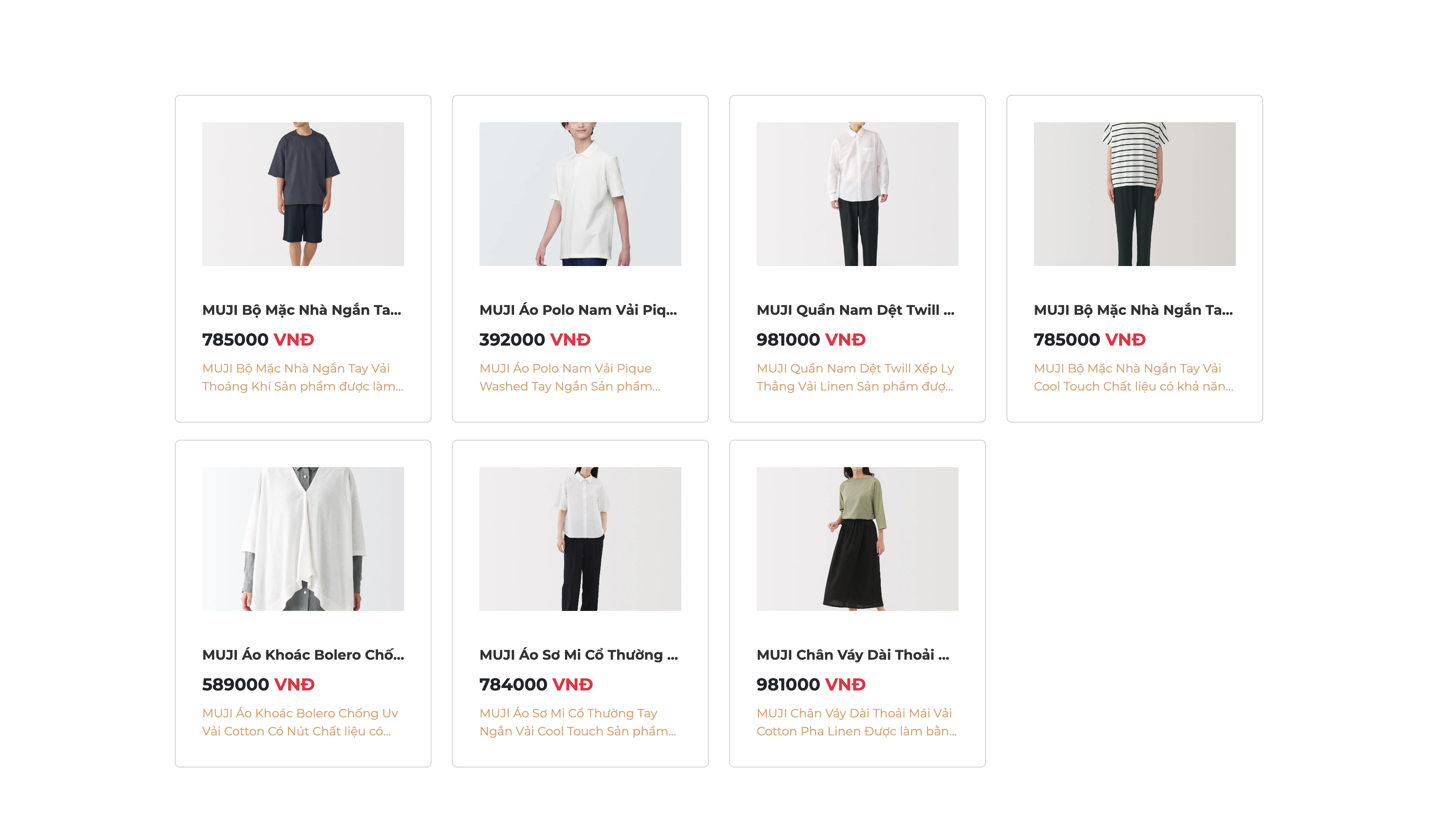 MUJI Bộ Mặc Nhà Ngắn Ta...
785000 VNĐ
MUJI Bộ Mặc Nhà Ngắn Tay Vải
Thoáng Khí Sản phẩm được làm...
MUJI Áo Polo Nam Vải Piq...
392000 VNĐ
MUJI Áo Polo Nam Vải Pique
Washed Tay Ngắn Sản phẩm...
MUJI Quần Nam Dệt Twill ...
981000 VNĐ
MUJI Quần Nam Dệt Twill Xếp Ly
Thẳng Vải Linen Sản phẩm đượ...
MUJI Bộ Mặc Nhà Ngắn Ta...
785000 VNĐ
MUJI Bộ Mặc Nhà Ngắn Tay Vải
Cool Touch Chất liệu có khả năn...
MUJI Áo Khoác Bolero Chố...
589000 VNĐ
MUJI Áo Khoác Bolero Chống Uv
Vải Cotton Có Nút Chất liệu có...
MUJI Áo Sơ Mi Cổ Thường ...
784000 VNĐ
MUJI Áo Sơ Mi Cổ Thường Tay
Ngắn Vải Cool Touch Sản phẩm...
MUJI Chân Váy Dài Thoải ...
981000 VNĐ
MUJI Chân Váy Dài Thoải Mái Vải
Cotton Pha Linen Được làm bằn...